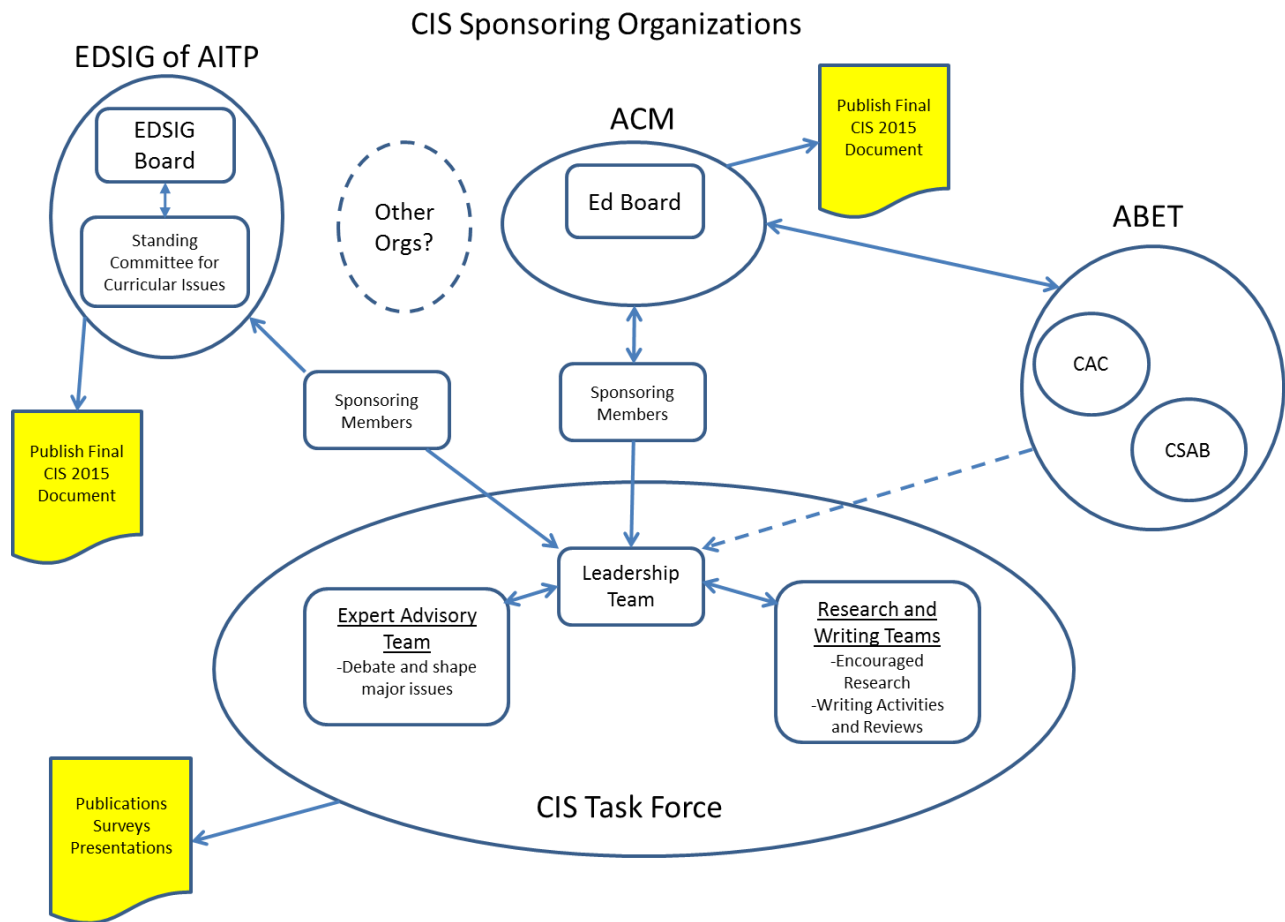 CIS Sponsoring Organizations
EDSIG of AITP
EDSIG
Board
Standing
Committee for
Curricular Issues
Other
Orgs?
ACM
Ed Board
Publish Final
CIS 2015
Document
ABET
CAC
CSAB
Sponsoring
Members
Sponsoring
Members
Publish Final
CIS 2015
Document
Leadership
Team
Expert Advisory
Team
-Debate and shape
major issues
Research and
Writing Teams
-Encouraged
Research
-Writing Activities
and Reviews
CIS Task Force
Publications
Surveys
Presentations